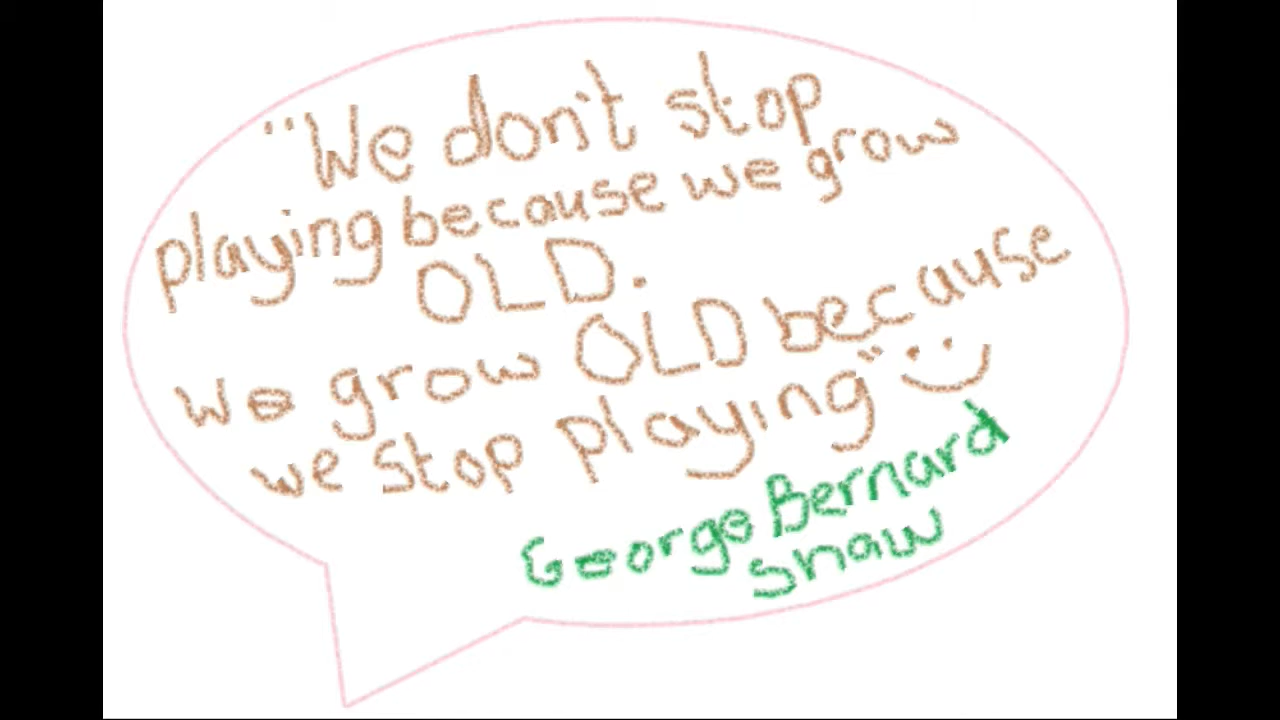 "We don't stop
playing because we grow
OLD.
We grow OLD because
we stop playing"
George Bernard
Shaw